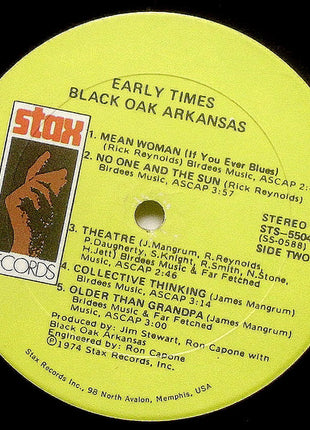 EARLY TIMES
BLACK OAK ARKANSAS
stax
RECORDS
1. MEAN WOMAN (If You Ever Blues)
(Rick Reynolds) Birdees Music, ASCAP
2. NO ONE AND THE SUN (Rick Reynolds)
Birdees Music, ASCAP 3:57
STEREO
STS-5504
(SS-0588)
SIDE TWO
3. THEATRE (J. Mangrum, R. Reynolds,
P. Daugherty, S. Knight, R. Smith, N. Stone,
H. Jett) Birdees Music & Far Fetched
Music, ASCAP 2:46
4. COLLECTIVE THINKING (James Mangrum)
Birdees Music, ASCAP 3:14
5. OLDER THAN GRANDPA (James Mangrum)
Birdees Music & Far Fetched
Music, ASCAP 3:00
Produced by: Jim Stewart, Ron Capone with
Black Oak Arkansas
Engineered by: Ron Capone
℗1974 Stax Records, Inc.
Stax Records Inc., 98 North Avalon, Memphis, USA